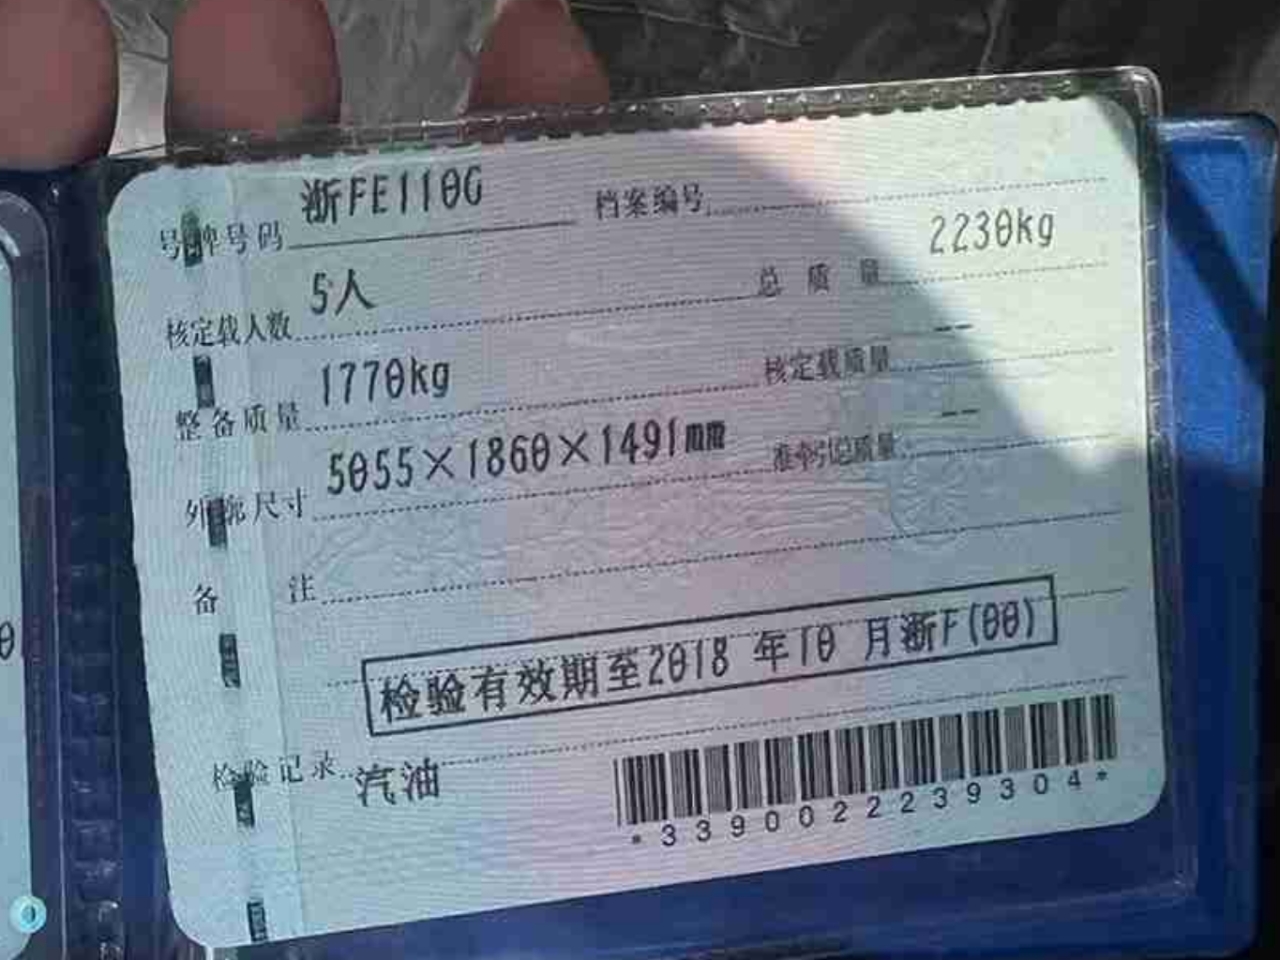 号牌号码 浙FE110G 档案编号
核定载人数 5人 总质量 2230kg
整备质量 1770kg 核定载质量 --
外廓尺寸 5055×1860×1491mm 准牵引总质量 --
备注
检验有效期至2018年10月浙F(00)
检验记录 汽油
*3390022239304*
0